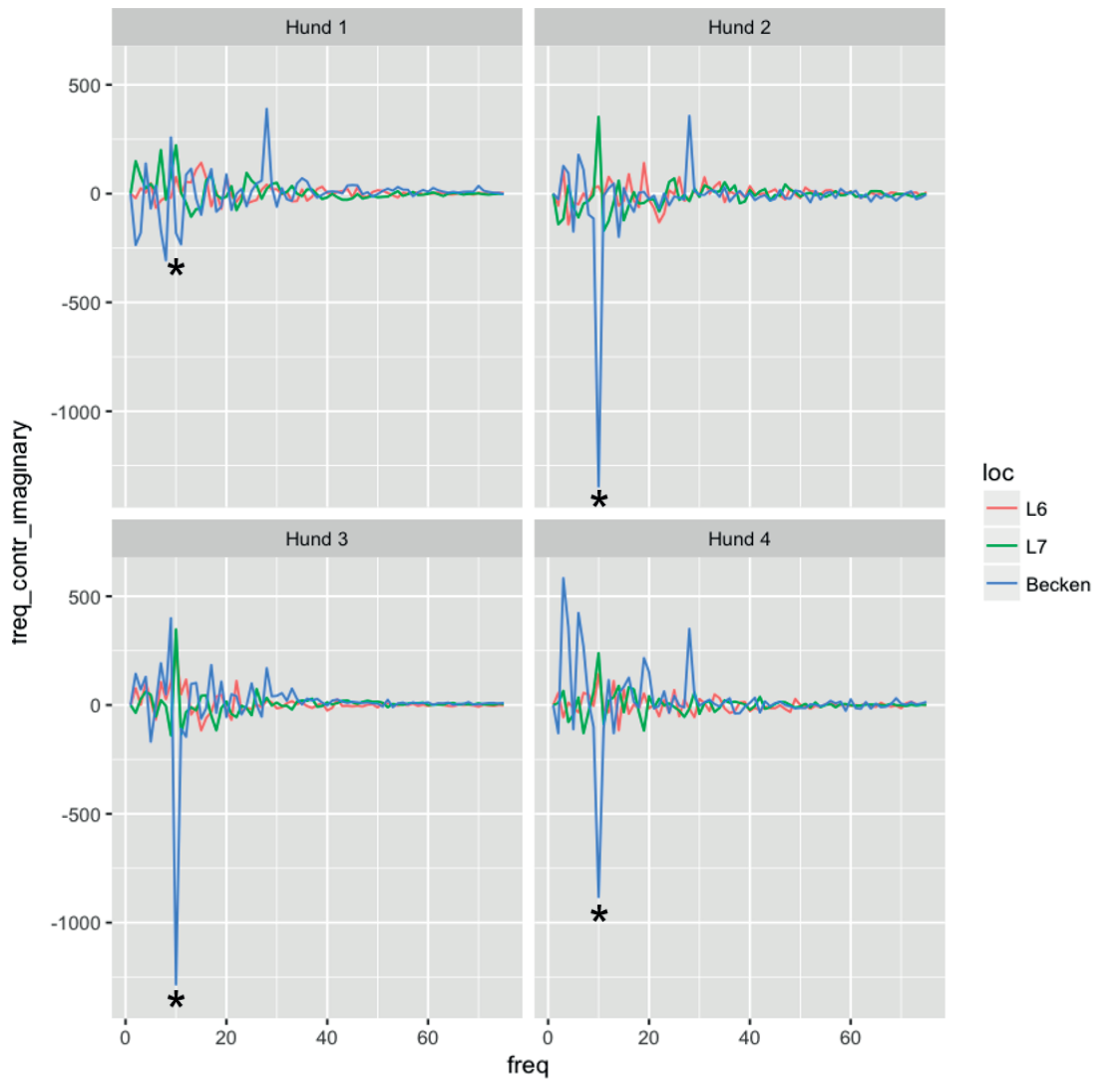 Hund 1
Hund 2
500
0
-500
-1000
*
*
Hund 3
Hund 4
500
0
-500
-1000
*
*
0 20 40 60
0 20 40 60
freq
freq_contr_imaginary
loc
L6
L7
Becken